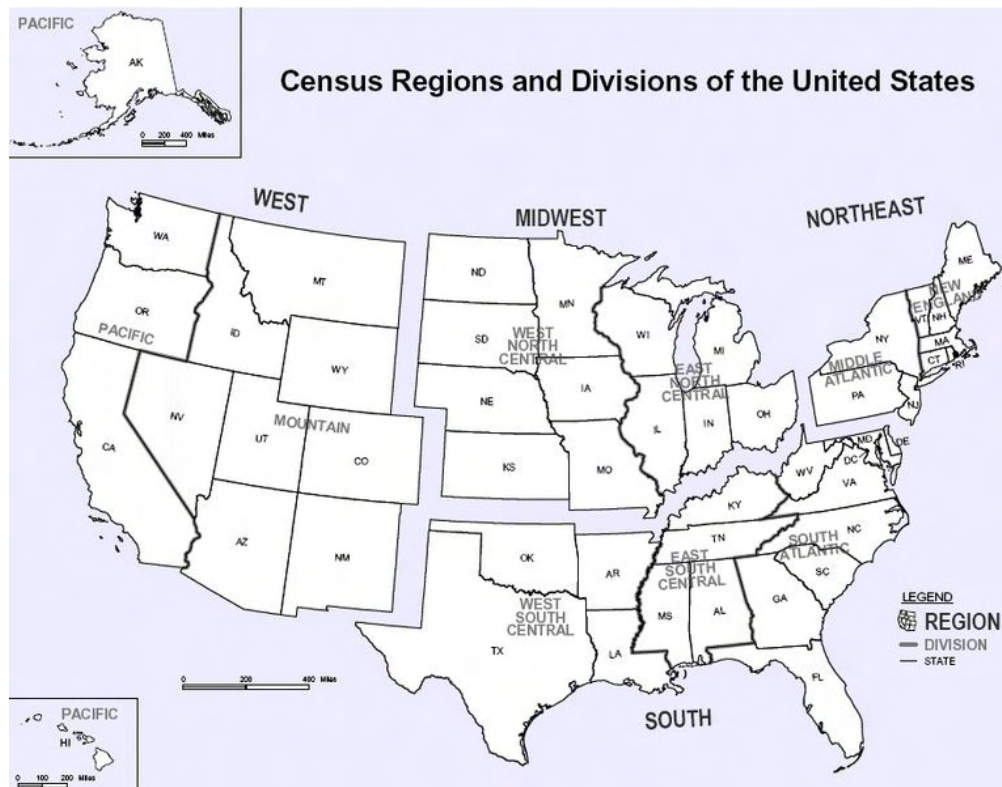 PACIFIC
AK
0 200 400 Miles
Census Regions and Divisions of the United States
WEST
MIDWEST
NORTHEAST
WA
MT
OR
ID
PACIFIC
WY
NV
UT
MOUNTAIN
CO
CA
AZ
NM
ND
MN
SD
WEST
NORTH
CENTRAL
IA
NE
KS
MO
WI
MI
EAST
NORTH
CENTRAL
IL
IN
OH
ME
NEW
ENGLAND
VT
NH
NY
MA
CT
RI
MIDDLE
ATLANTIC
PA
NJ
MD
DE
DC
WV
VA
KY
NC
TN
SOUTH
ATLANTIC
EAST
SOUTH
CENTRAL
SC
MS
AL
GA
FL
OK
AR
WEST
SOUTH
CENTRAL
TX
LA
SOUTH
LEGEND
REGION
DIVISION
STATE
0 200 400 Miles
PACIFIC
HI
0 100 200 Miles